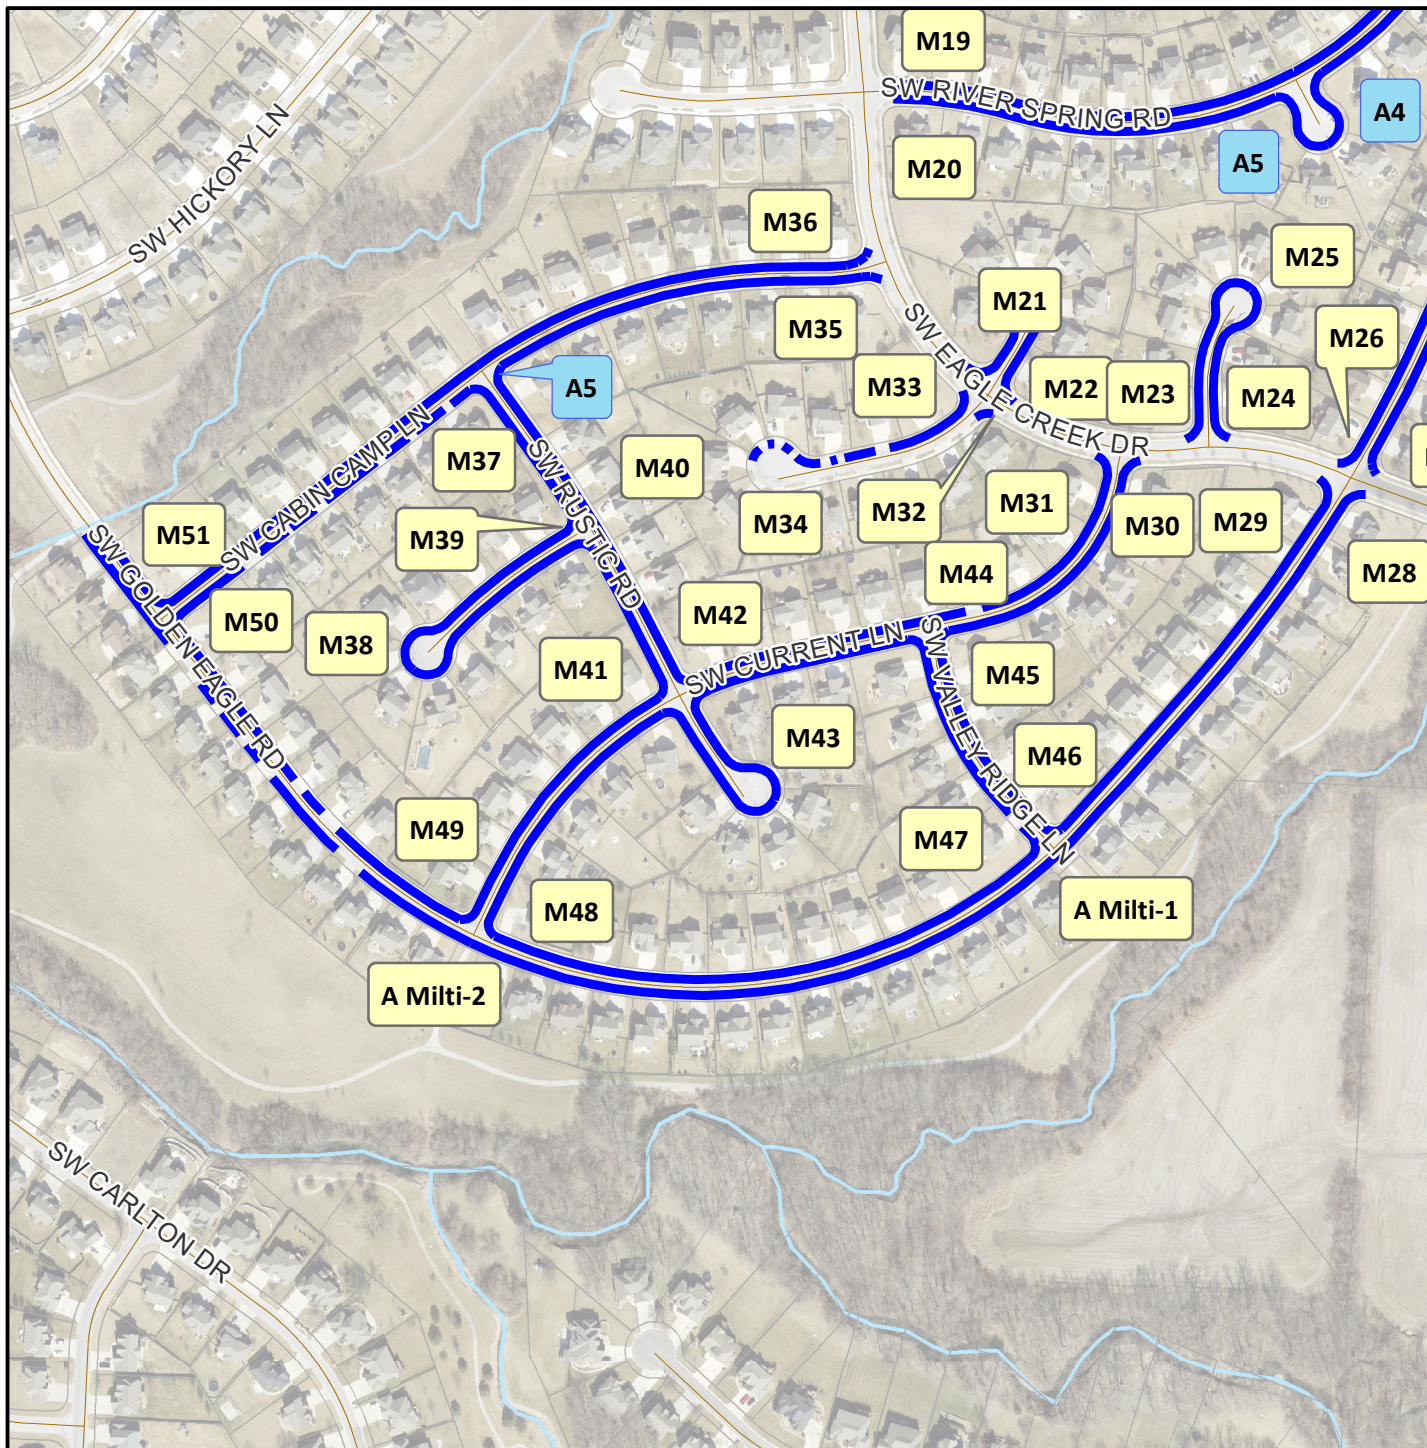 M19
SW RIVER SPRING RD
A4
SW HICKORY LN
M20
A5
M36
M25
M21
M35
SW EAGLE CREEK DR
M26
A5
M33
M22
M23
M24
SW CABIN CAMP LN
M37
SW RUSTIC RD
M40
M34
M32
M31
M30
M29
M51
M39
M28
SW GOLDEN EAGLE RD
M50
M38
M44
M42
SW CURRENT LN
SW VALLEY RIDGE LN
M41
M45
M43
M46
M49
M47
M48
A Milti-1
A Milti-2
SW CARLTON DR